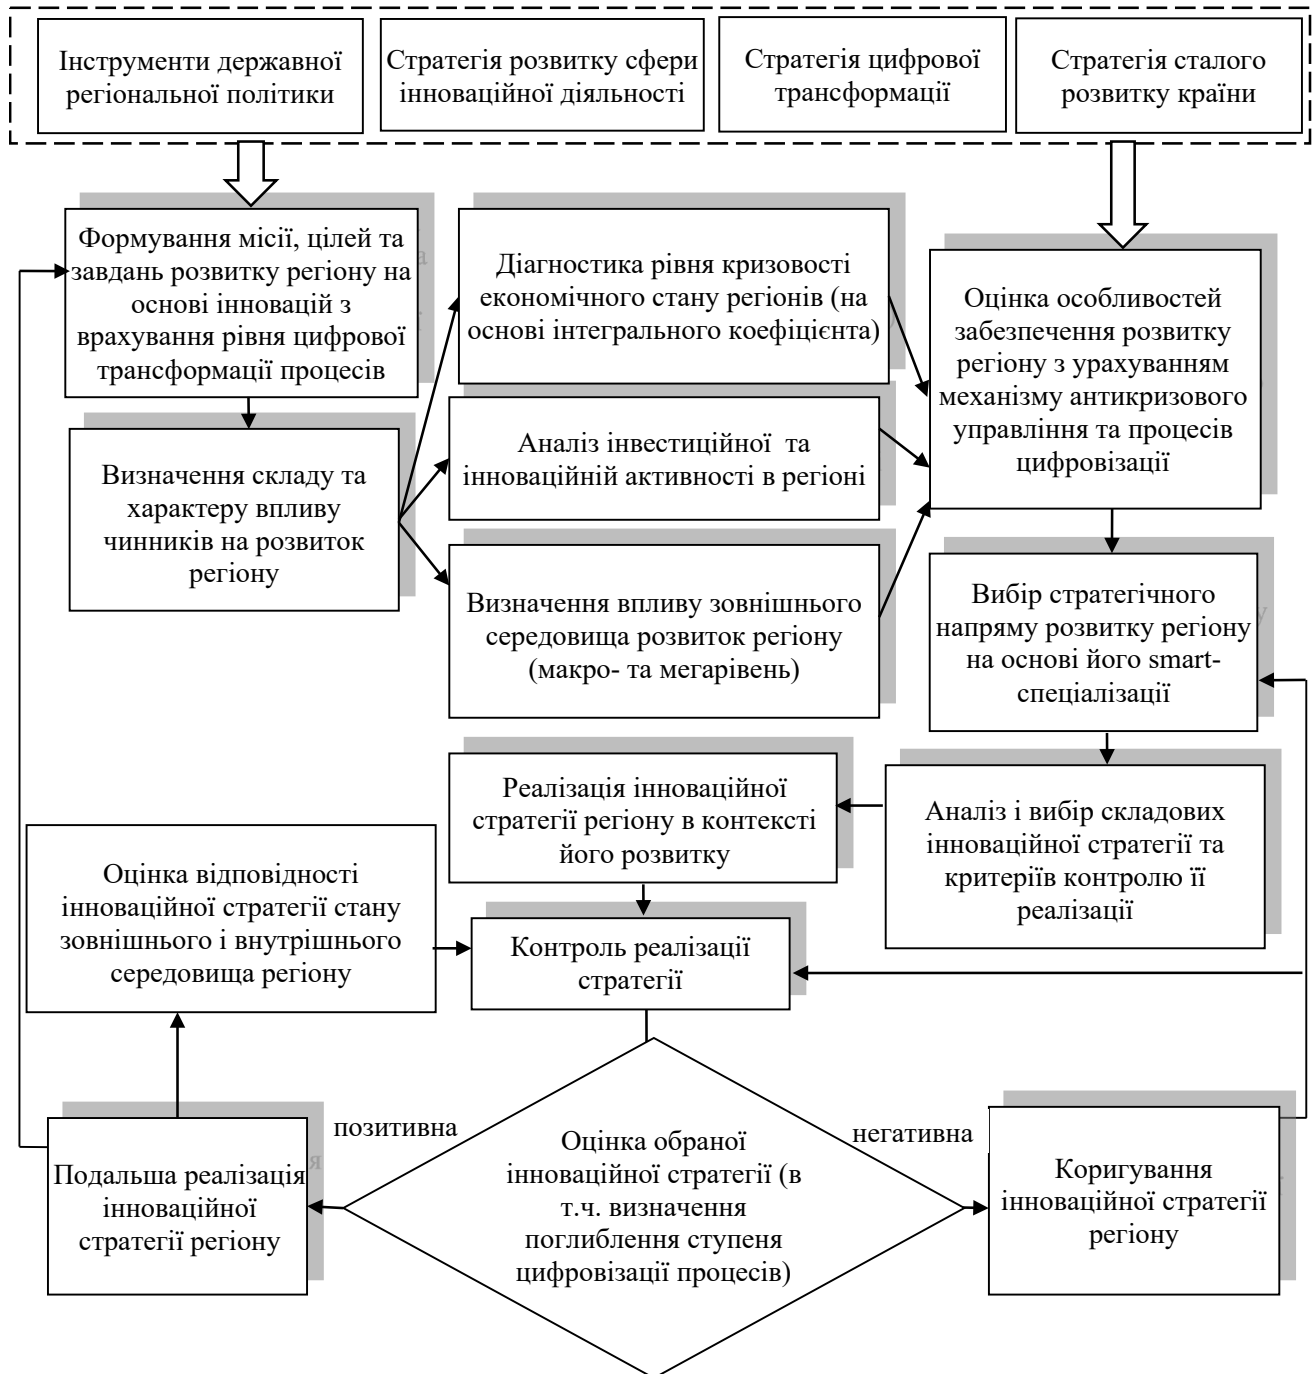 Інструменти державної
регіональної політики
Стратегія розвитку сфери
інноваційної діяльності
Стратегія цифрової
трансформації
Стратегія сталого
розвитку країни
Формування місії, цілей та
завдань розвитку регіону на
основі інновацій з
врахування рівня цифрової
трансформації процесів
Діагностика рівня кризовості
економічного стану регіонів (на
основі інтегрального коефіцієнта)
Оцінка особливостей
забезпечення розвитку
регіону з урахуванням
механізму антикризового
управління та процесів
цифровізації
Визначення складу та
характеру впливу
чинників на розвиток
регіону
Аналіз інвестиційної та
інноваційній активності в регіоні
Визначення впливу зовнішнього
середовища розвиток регіону
(макро- та мегарівень)
Вибір стратегічного
напряму розвитку регіону
на основі його smart-
спеціалізації
Реалізація інноваційної
стратегії регіону в контексті
його розвитку
Аналіз і вибір складових
інноваційної стратегії та
критеріїв контролю її
реалізації
Оцінка відповідності
інноваційної стратегії стану
зовнішнього і внутрішнього
середовища регіону
Контроль реалізації
стратегії
позитивна
негативна
Оцінка обраної
інноваційної стратегії (в
т.ч. визначення
поглиблення ступеня
цифровізації процесів)
Подальша реалізація
інноваційної
стратегії регіону
Коригування
інноваційної стратегії
регіону